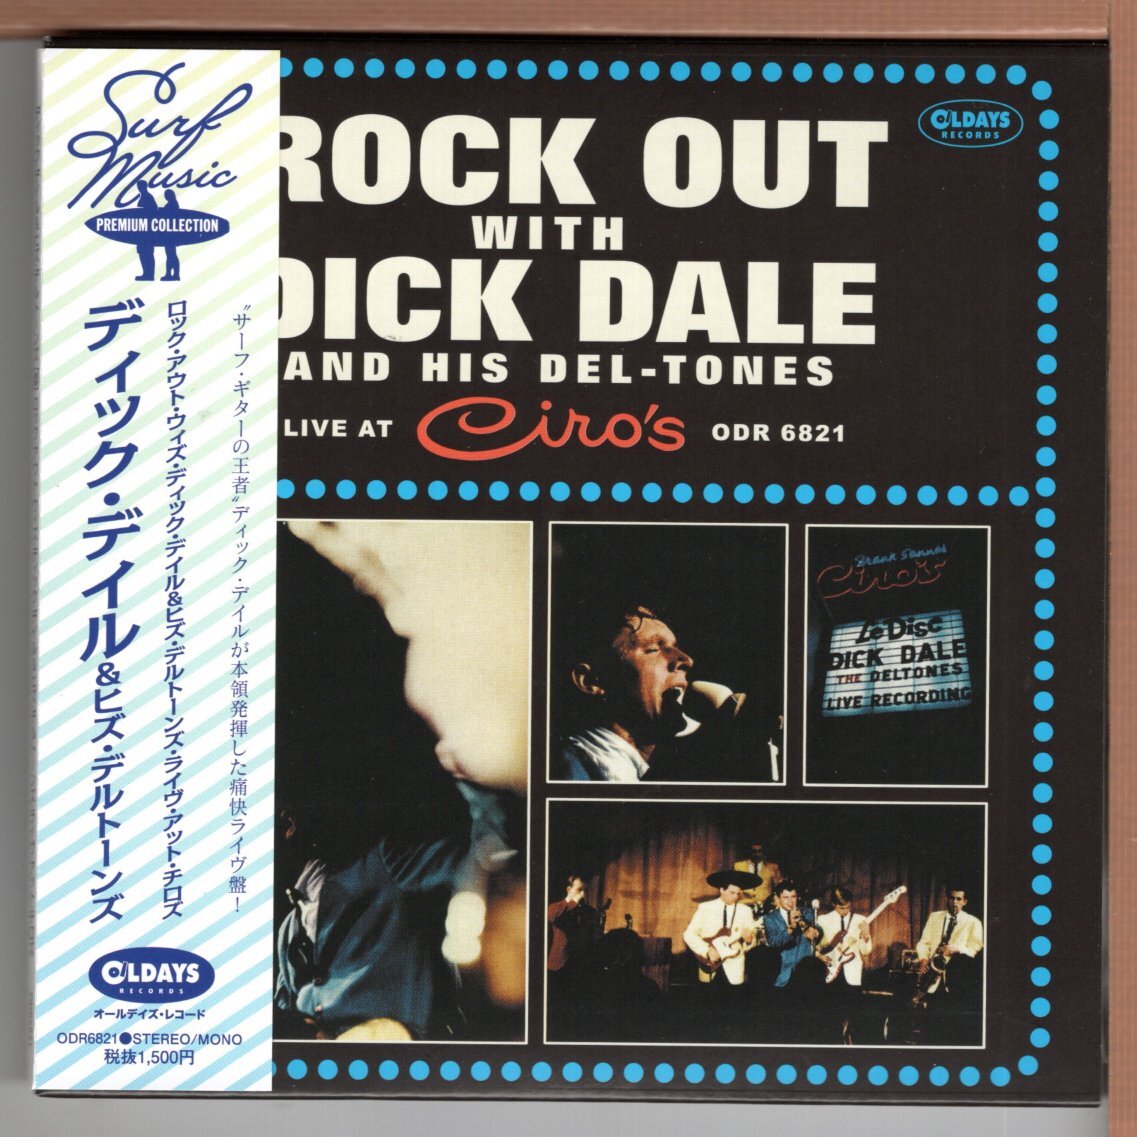 Surf
Music
PREMIUM COLLECTION
〝サーフ・ギターの王者〟ディック・デイルが本領発揮した痛快ライヴ盤!
ロック・アウト・ウィズ・ディック・デイル&ヒズ・デルトーンズ・ライヴ・アット・チロズ
ディック・デイル&ヒズ・デルトーンズ
OLDAYS
RECORDS
オールデイズ・レコード
ODR6821●STEREO/MONO
税抜1,500円
OLDAYS
RECORDS
ROCK OUT
WITH
DICK DALE
AND HIS DEL-TONES
LIVE AT Ciro's ODR 6821
Frank Sennes
Ciro's
Le Disc
DICK DALE
THE DELTONES
LIVE RECORDING